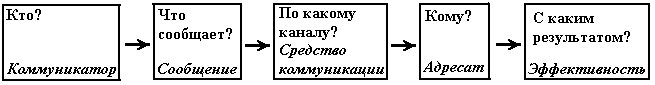 Кто?
Коммуникатор
Что
сообщает?
Сообщение
По какому
каналу?
Средство
коммуникации
Кому?
Адресат
С каким
результатом?
Эффективность